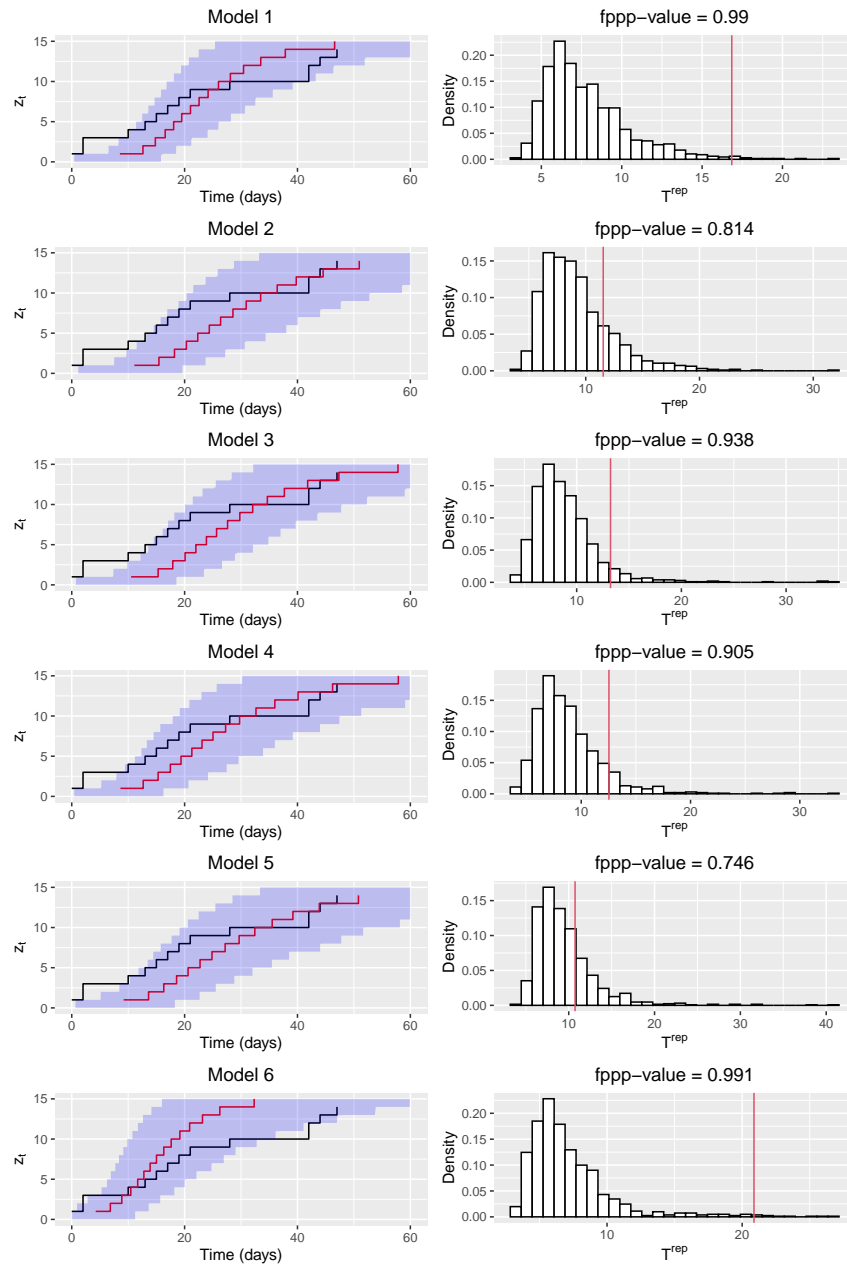 Model 1
fppp−value = 0.99
15
10
5
0
z_t
0 20 40 60
Time (days)
0.20
0.15
0.10
0.05
0.00
Density
5 10 15 20
T^rep
Model 2
fppp−value = 0.814
15
10
5
0
z_t
0 20 40 60
Time (days)
0.15
0.10
0.05
0.00
Density
10 20 30
T^rep
Model 3
fppp−value = 0.938
15
10
5
0
z_t
0 20 40 60
Time (days)
0.15
0.10
0.05
0.00
Density
10 20 30
T^rep
Model 4
fppp−value = 0.905
15
10
5
0
z_t
0 20 40 60
Time (days)
0.15
0.10
0.05
0.00
Density
10 20 30
T^rep
Model 5
fppp−value = 0.746
15
10
5
0
z_t
0 20 40 60
Time (days)
0.15
0.10
0.05
0.00
Density
10 20 30 40
T^rep
Model 6
fppp−value = 0.991
15
10
5
0
z_t
0 20 40 60
Time (days)
0.20
0.15
0.10
0.05
0.00
Density
10 20
T^rep